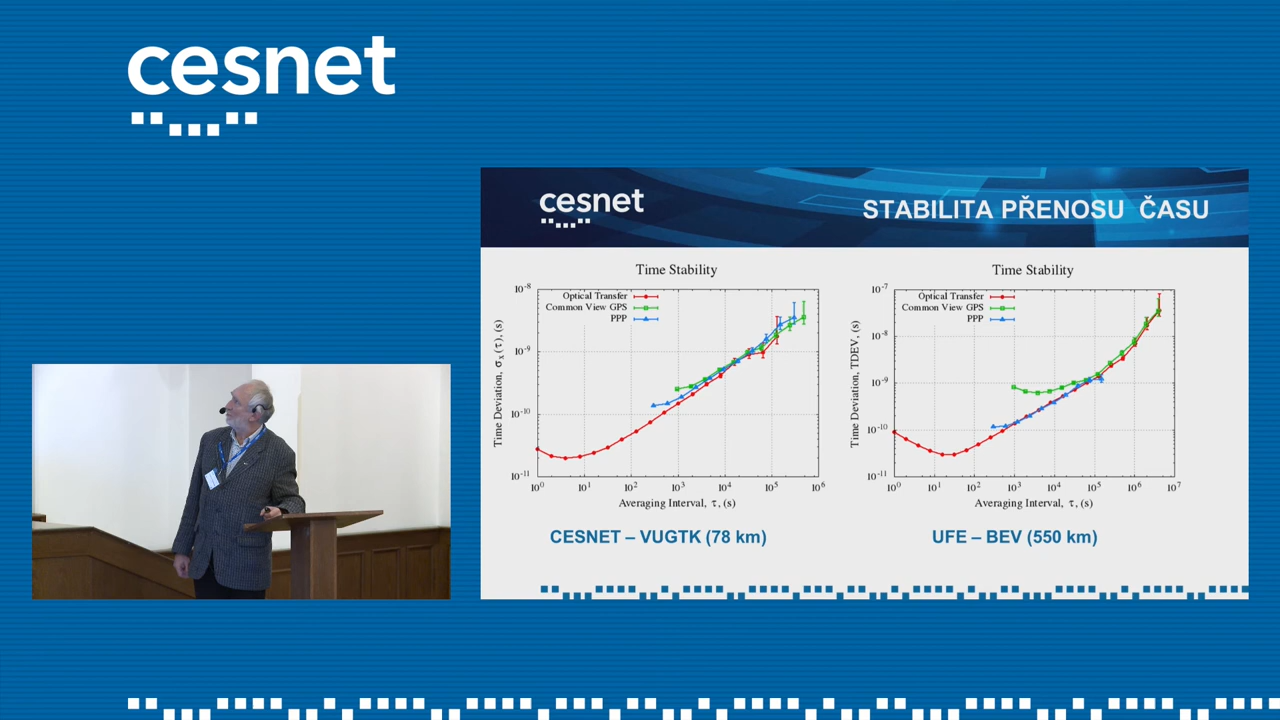 cesnet
cesnet
STABILITA PŘENOSU ČASU
Time Stability
Optical Transfer
Common View GPS
PPP
10⁻⁸
10⁻⁹
10⁻¹⁰
10⁻¹¹
Time Deviation, σₓ(τ), (s)
10⁰ 10¹ 10² 10³ 10⁴ 10⁵ 10⁶
Averaging Interval, τ, (s)
CESNET – VUGTK (78 km)
Time Stability
Optical Transfer
Common View GPS
PPP
10⁻⁷
10⁻⁸
10⁻⁹
10⁻¹⁰
10⁻¹¹
Time Deviation, TDEV, (s)
10⁰ 10¹ 10² 10³ 10⁴ 10⁵ 10⁶ 10⁷
Averaging Interval, τ, (s)
UFE – BEV (550 km)